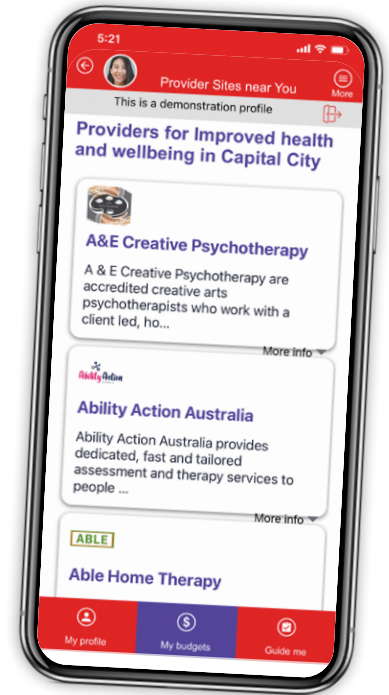 5:21
Provider Sites near You
More
This is a demonstration profile
Providers for Improved health
and wellbeing in Capital City
A&E Creative Psychotherapy
A & E Creative Psychotherapy are
accredited creative arts
psychotherapists who work with a
client led, ho...
More info
Ability Action
Ability Action Australia
Ability Action Australia provides
dedicated, fast and tailored
assessment and therapy services to
people ...
More info
ABLE
Able Home Therapy
My profile
$
My budgets
Guide me